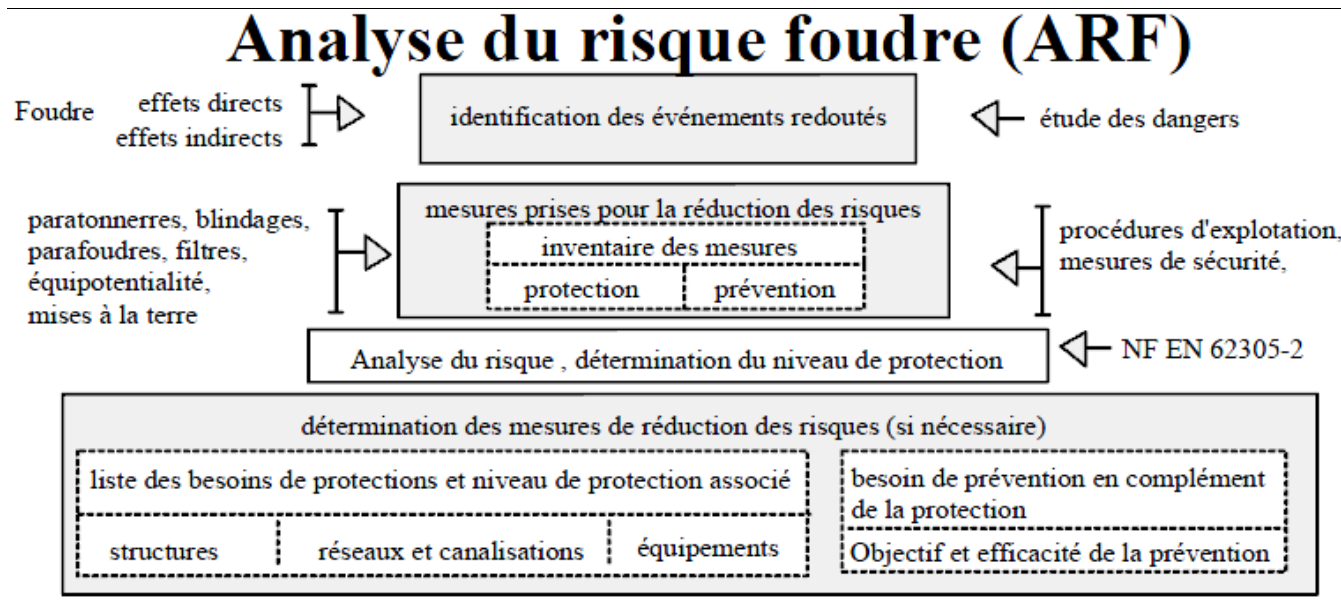 Analyse du risque foudre (ARF)
Foudre
effets directs
effets indirects
identification des événements redoutés
étude des dangers
paratonnerres, blindages,
parafoudres, filtres,
équipotentialité,
mises à la terre
mesures prises pour la réduction des risques
inventaire des mesures
protection
prévention
procédures d'explotation,
mesures de sécurité,
Analyse du risque , détermination du niveau de protection
NF EN 62305-2
détermination des mesures de réduction des risques (si nécessaire)
liste des besoins de protections et niveau de protection associé
structures
réseaux et canalisations
équipements
besoin de prévention en complément
de la protection
Objectif et efficacité de la prévention